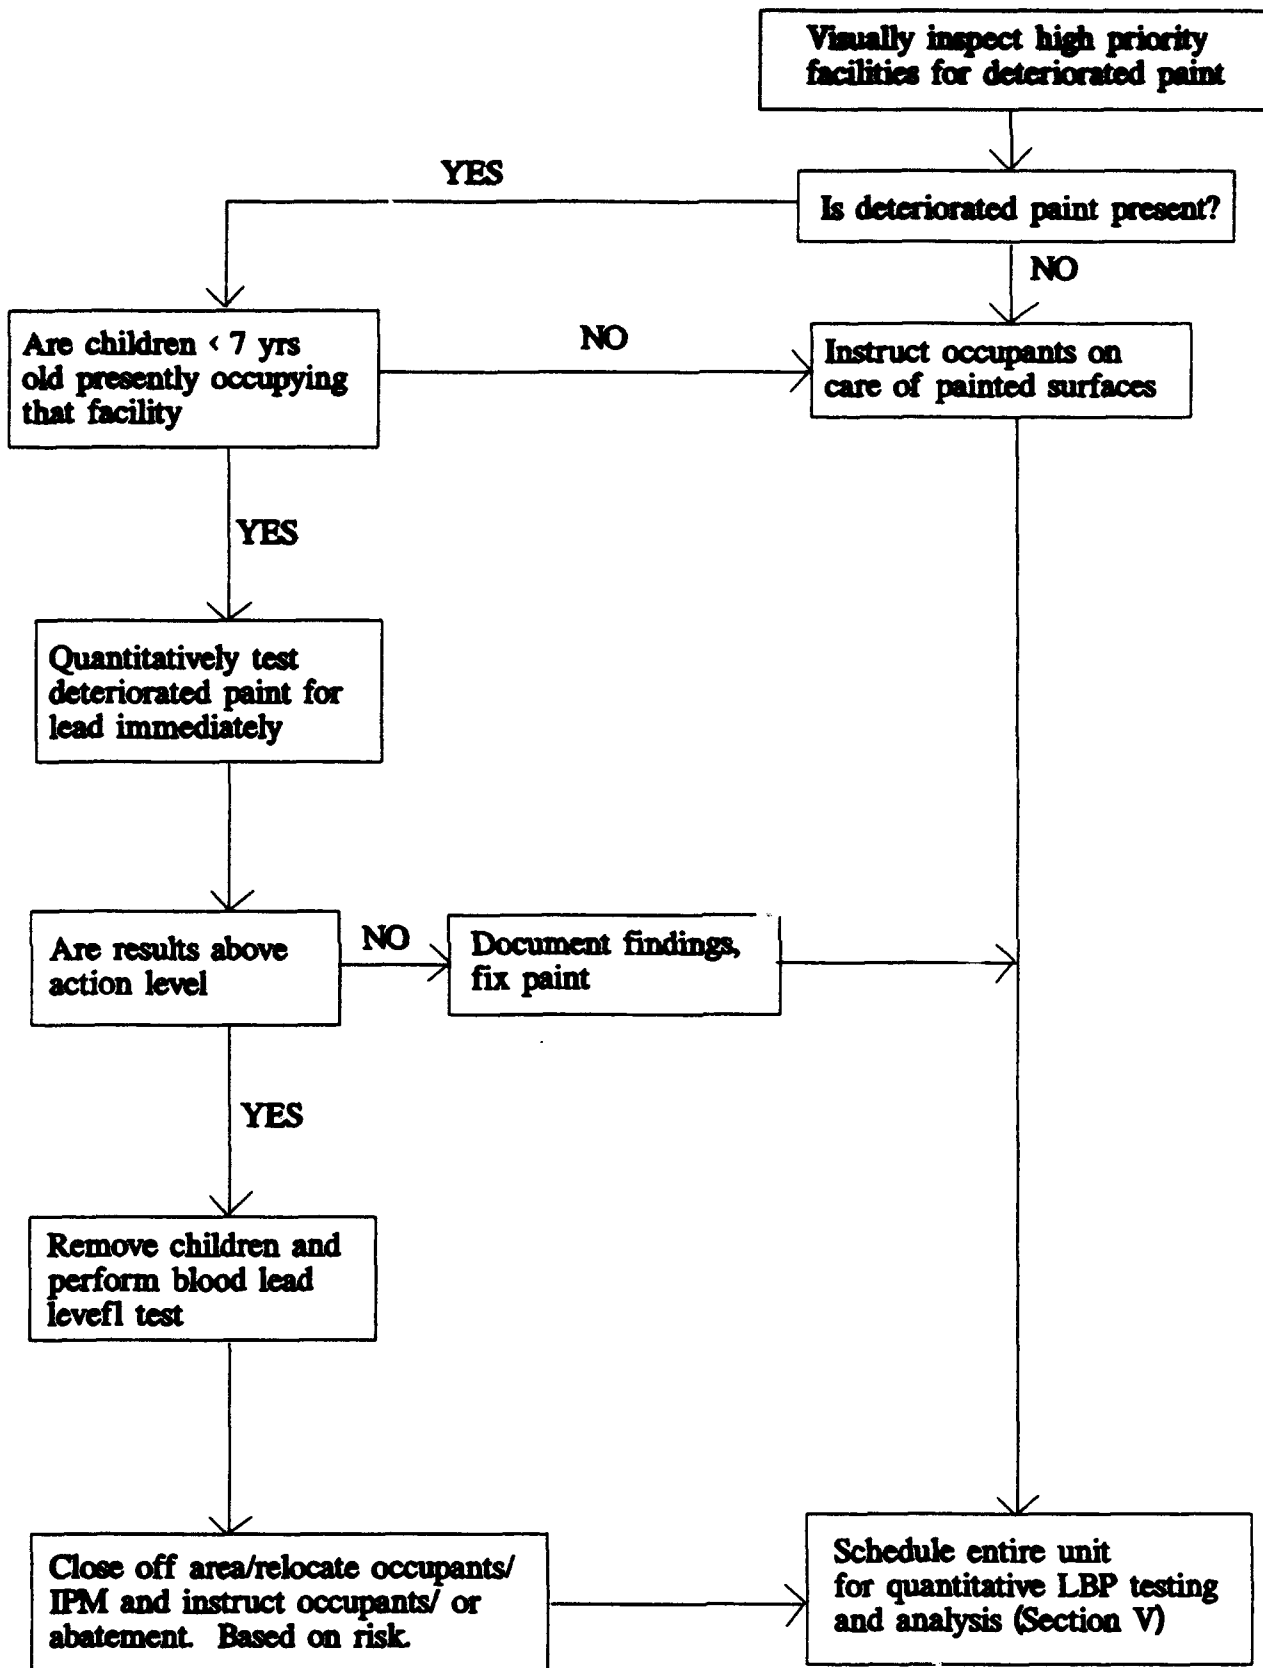 Visually inspect high priority
facilities for deteriorated paint
YES
Is deteriorated paint present?
NO
Are children < 7 yrs
old presently occupying
that facility
NO
Instruct occupants on
care of painted surfaces
YES
Quantitatively test
deteriorated paint for
lead immediately
Are results above
action level
NO
Document findings,
fix paint
YES
Remove children and
perform blood lead
levefl test
Close off area/relocate occupants/
IPM and instruct occupants/ or
abatement. Based on risk.
Schedule entire unit
for quantitative LBP testing
and analysis (Section V)